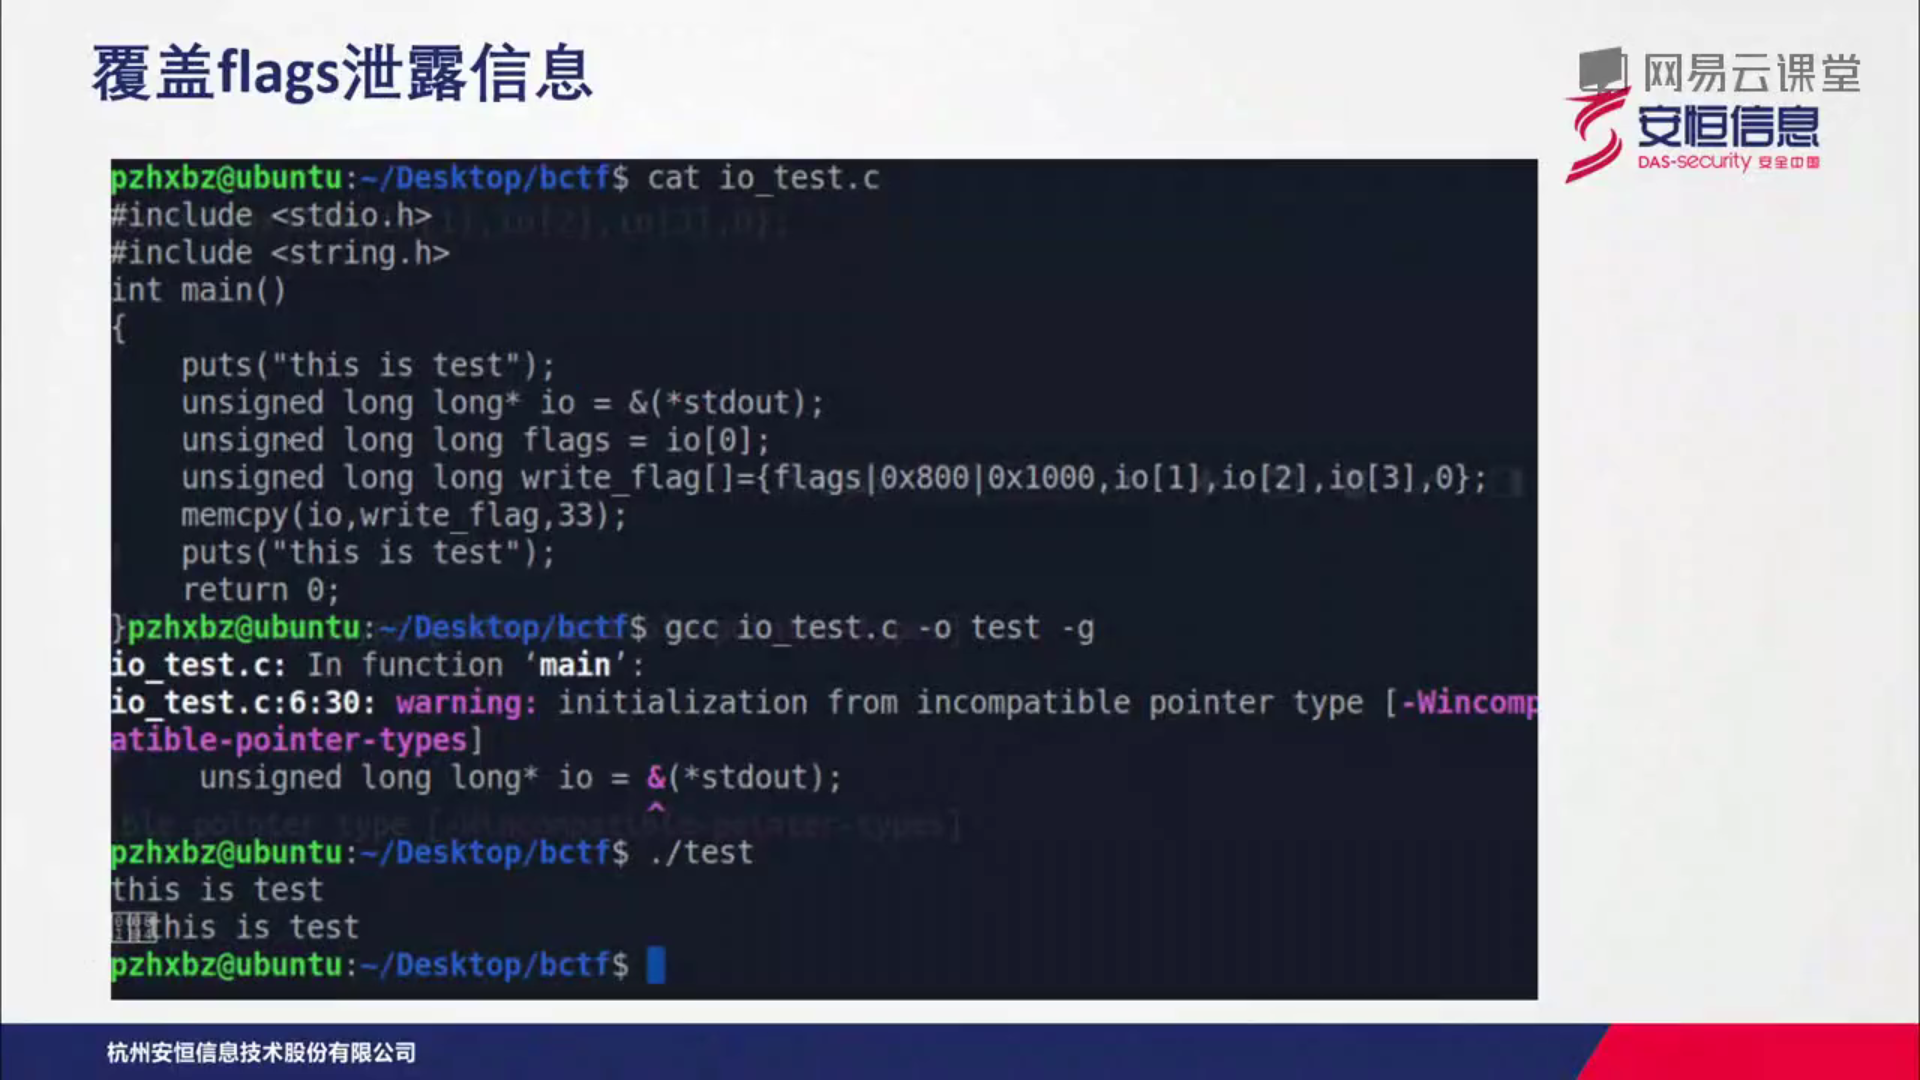 覆盖flags泄露信息
网易云课堂
安恒信息
DAS-security 安全中国
pzhxbz@ubuntu:~/Desktop/bctf$ cat io_test.c
#include <stdio.h>
#include <string.h>
int main()
{
    puts("this is test");
    unsigned long long* io = &(*stdout);
    unsigned long long flags = io[0];
    unsigned long long write_flag[]={flags|0x800|0x1000,io[1],io[2],io[3],0};
    memcpy(io,write_flag,33);
    puts("this is test");
    return 0;
}pzhxbz@ubuntu:~/Desktop/bctf$ gcc io_test.c -o test -g
io_test.c: In function ‘main’:
io_test.c:6:30: warning: initialization from incompatible pointer type [-Wincomp
atible-pointer-types]
     unsigned long long* io = &(*stdout);
                              ^
pzhxbz@ubuntu:~/Desktop/bctf$ ./test
this is test
this is test
pzhxbz@ubuntu:~/Desktop/bctf$
杭州安恒信息技术股份有限公司